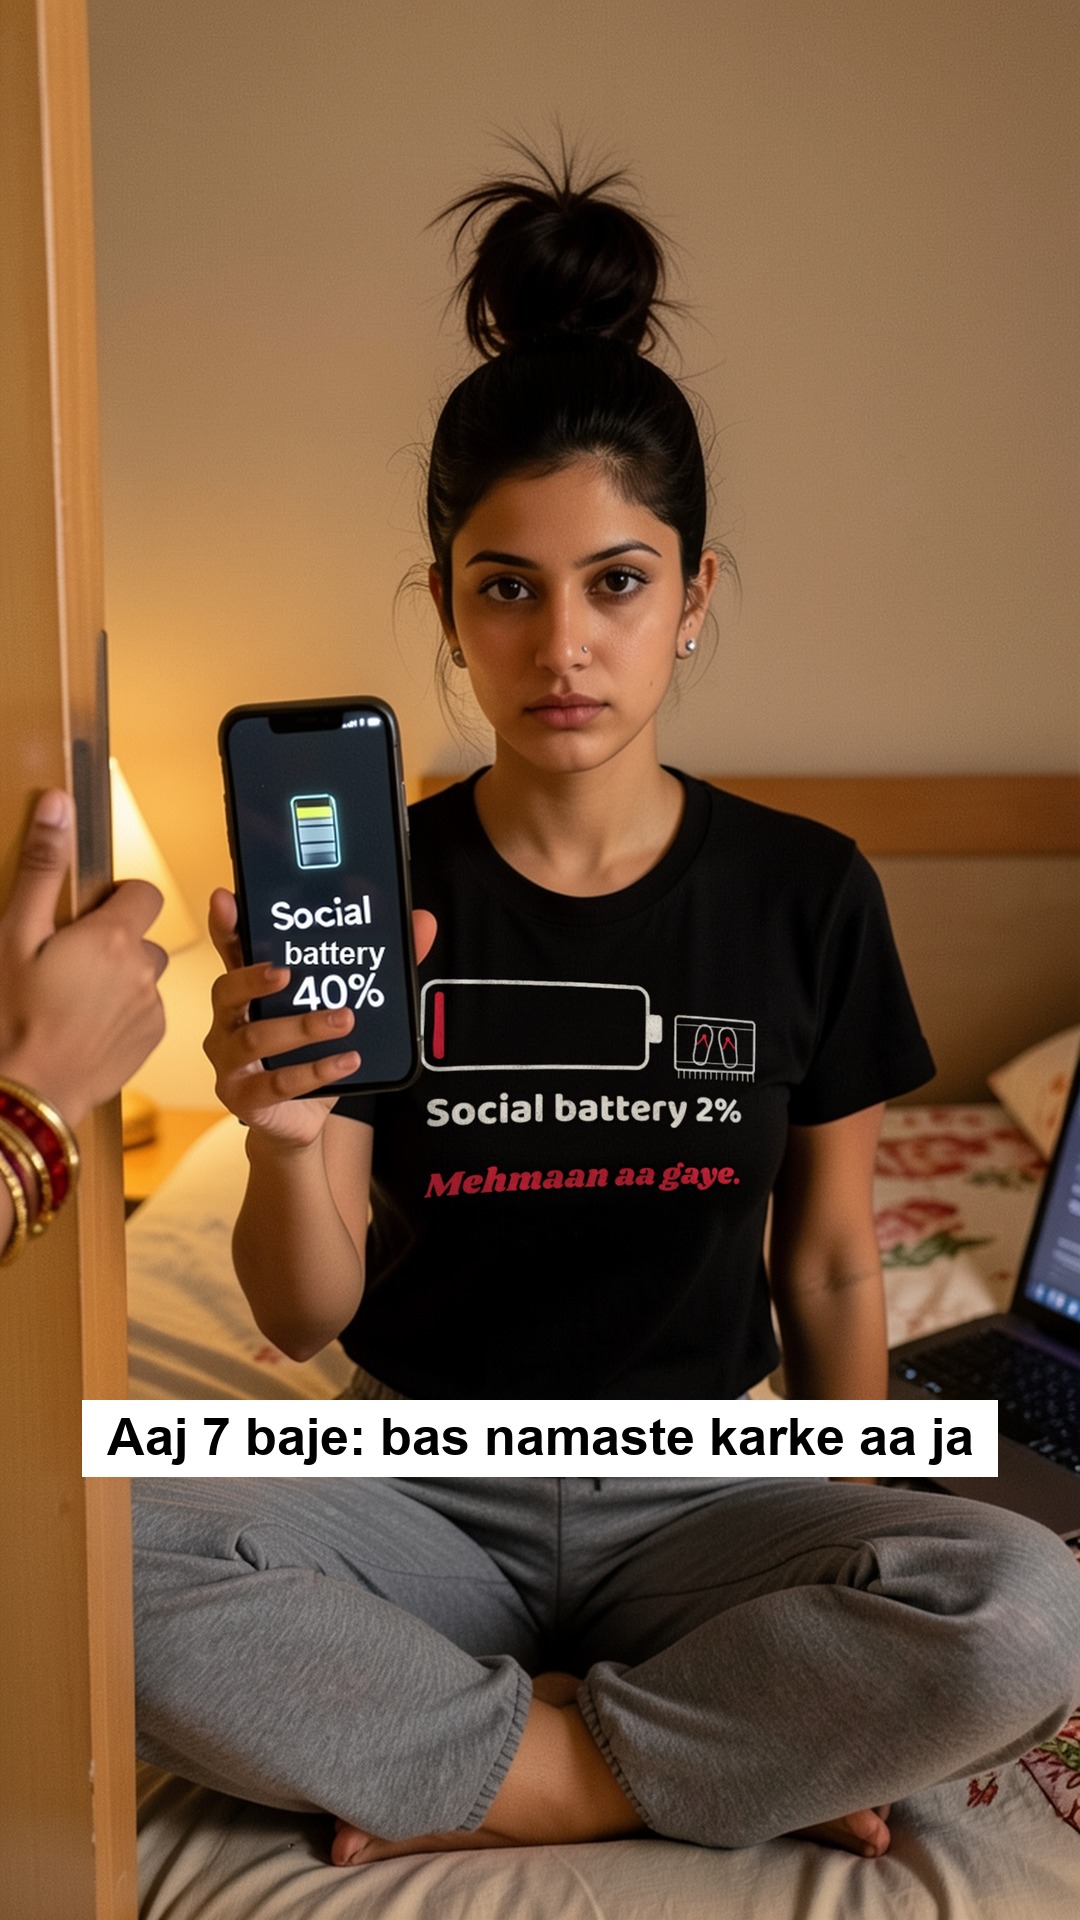 Social
battery
40%
Social battery 2%
Mehmaan aa gaye.
Aaj 7 baje: bas namaste karke aa ja